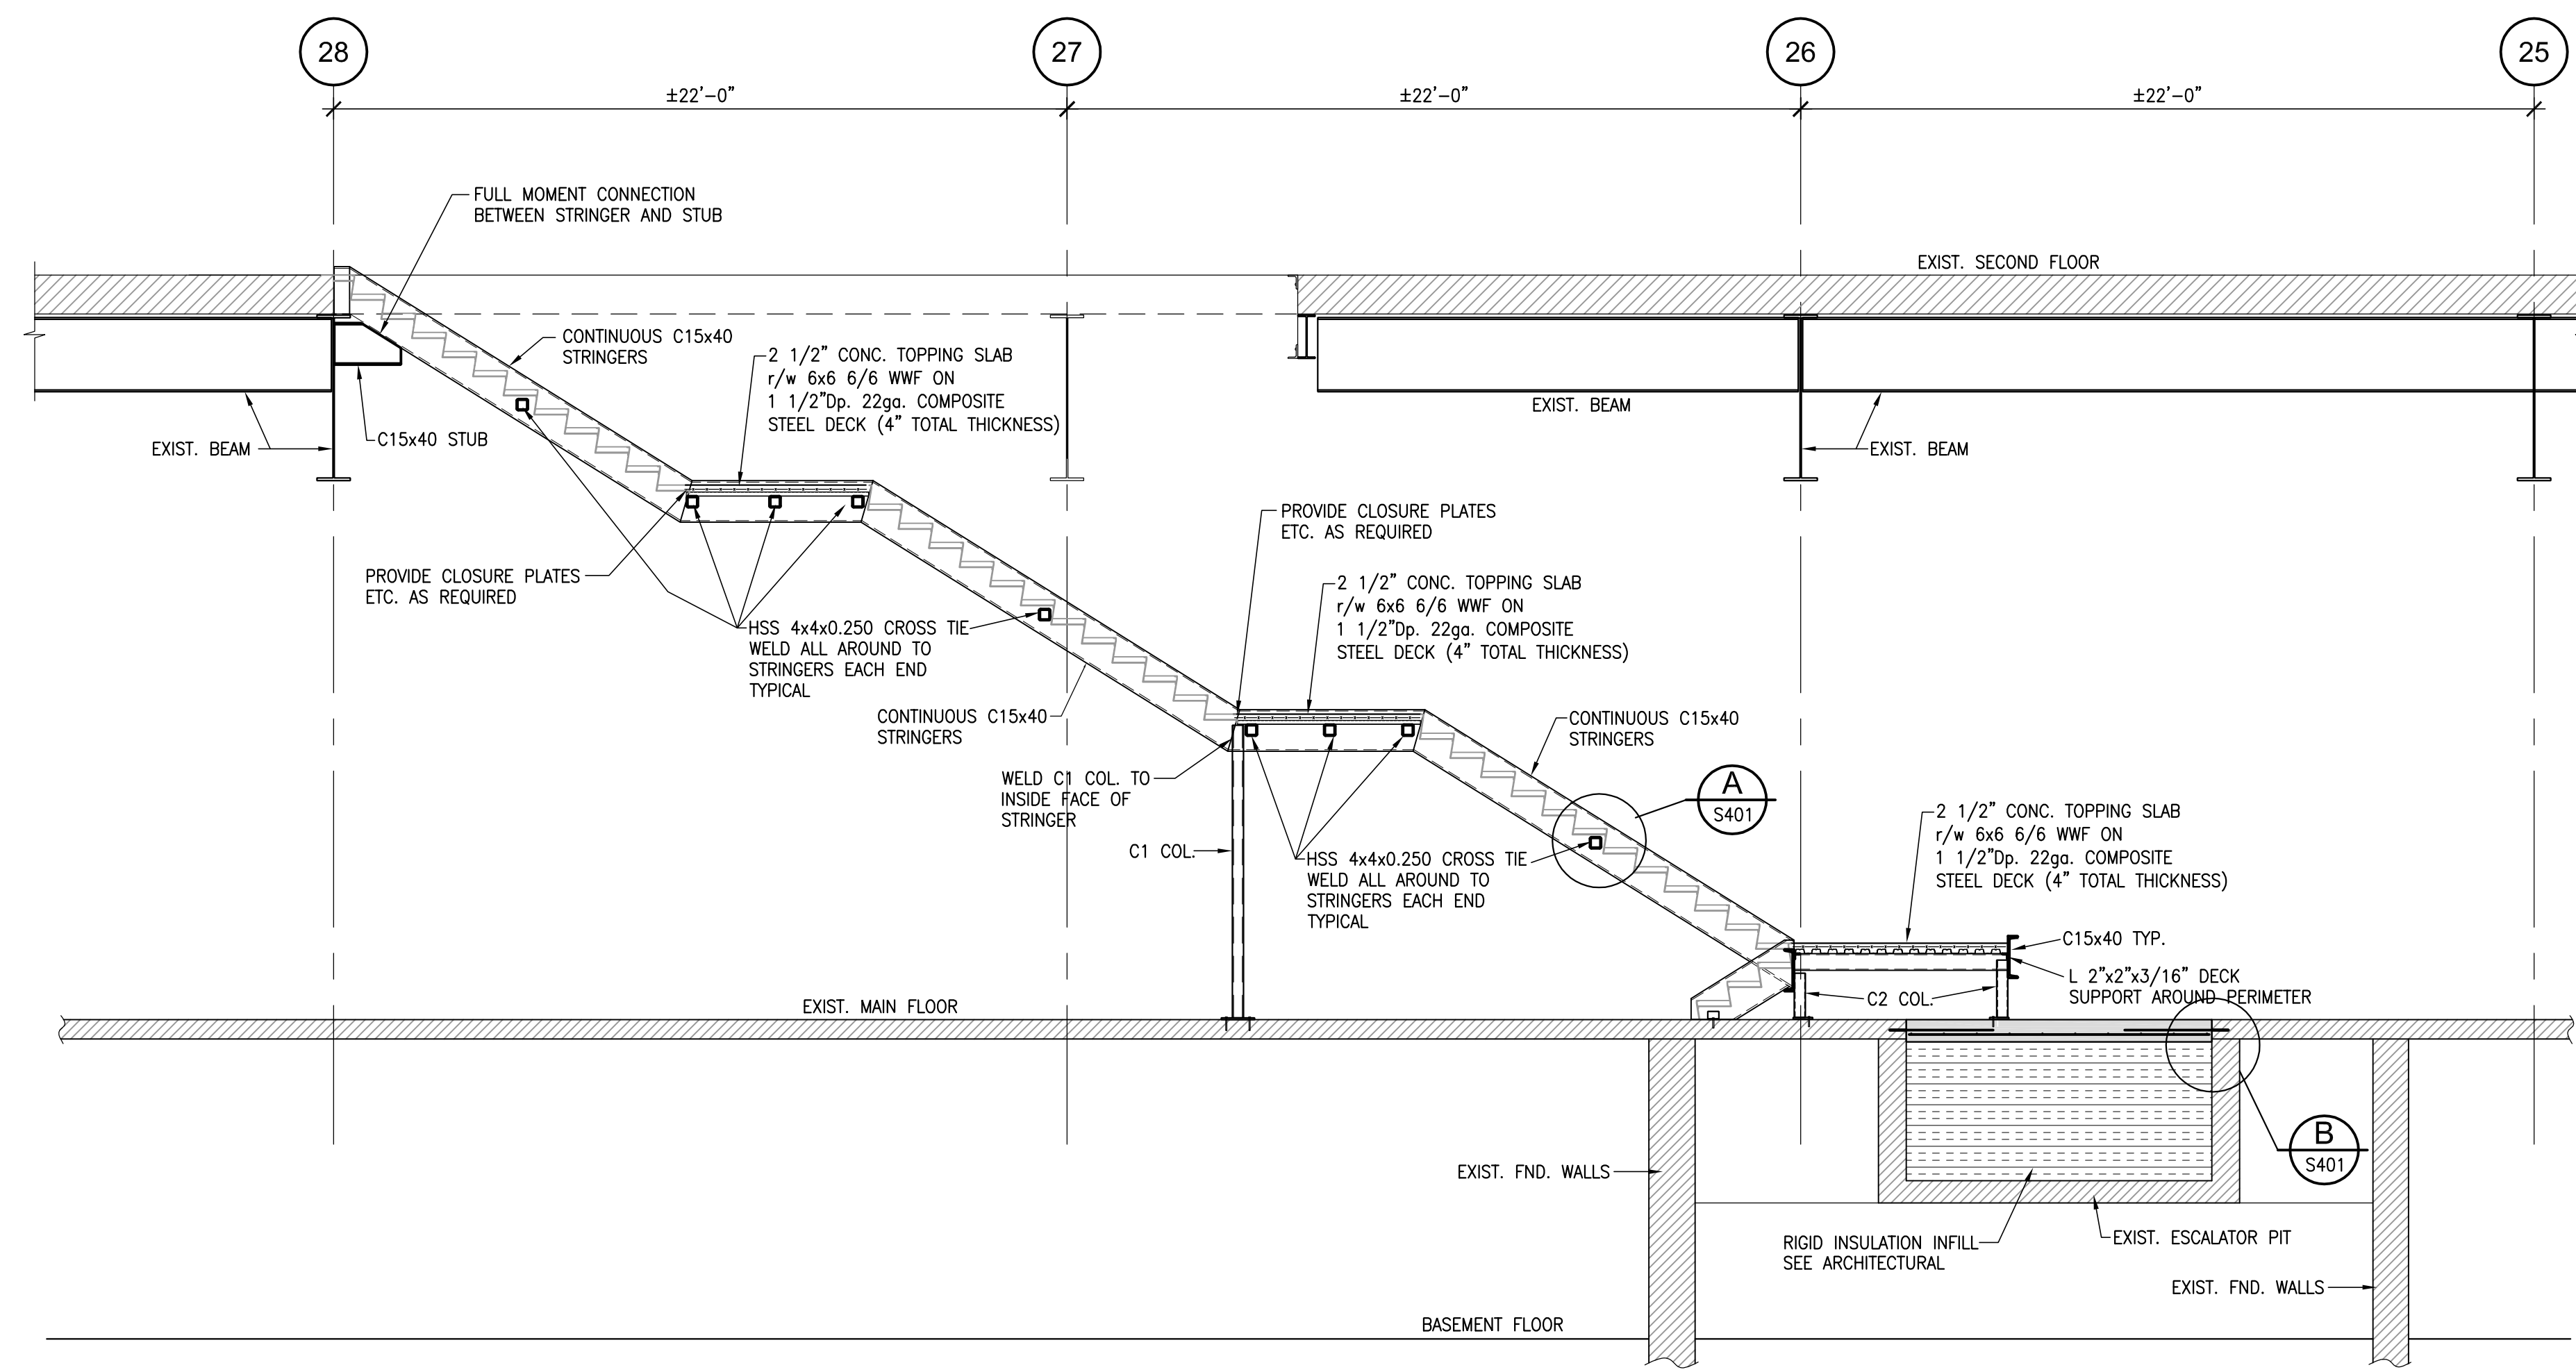 28
27
26
25
±22'-0"
±22'-0"
±22'-0"
FULL MOMENT CONNECTION
BETWEEN STRINGER AND STUB
EXIST. SECOND FLOOR
CONTINUOUS C15x40
STRINGERS
2 1/2" CONC. TOPPING SLAB
r/w 6x6 6/6 WWF ON
1 1/2"Dp. 22ga. COMPOSITE
STEEL DECK (4" TOTAL THICKNESS)
EXIST. BEAM
C15x40 STUB
EXIST. BEAM
EXIST. BEAM
PROVIDE CLOSURE PLATES
ETC. AS REQUIRED
PROVIDE CLOSURE PLATES
ETC. AS REQUIRED
2 1/2" CONC. TOPPING SLAB
r/w 6x6 6/6 WWF ON
1 1/2"Dp. 22ga. COMPOSITE
STEEL DECK (4" TOTAL THICKNESS)
HSS 4x4x0.250 CROSS TIE
WELD ALL AROUND TO
STRINGERS EACH END
TYPICAL
CONTINUOUS C15x40
STRINGERS
CONTINUOUS C15x40
STRINGERS
WELD C1 COL. TO
INSIDE FACE OF
STRINGER
A
S401
C1 COL.
HSS 4x4x0.250 CROSS TIE
WELD ALL AROUND TO
STRINGERS EACH END
TYPICAL
2 1/2" CONC. TOPPING SLAB
r/w 6x6 6/6 WWF ON
1 1/2"Dp. 22ga. COMPOSITE
STEEL DECK (4" TOTAL THICKNESS)
C15x40 TYP.
L 2"x2"x3/16" DECK
SUPPORT AROUND PERIMETER
C2 COL.
EXIST. MAIN FLOOR
B
S401
EXIST. FND. WALLS
RIGID INSULATION INFILL
SEE ARCHITECTURAL
EXIST. ESCALATOR PIT
EXIST. FND. WALLS
BASEMENT FLOOR